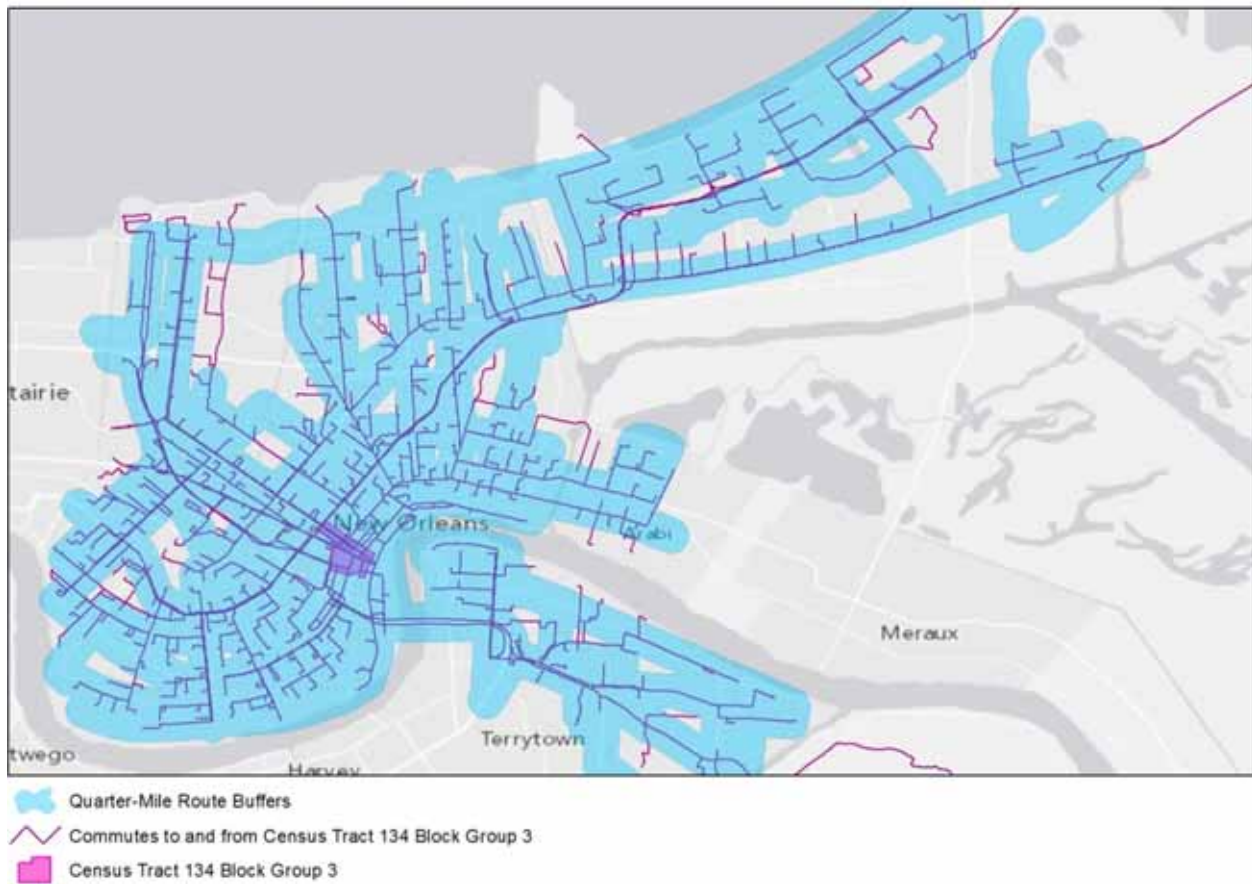 tairie
New Orleans
Arabi
Meraux
Terrytown
twego
Harvey
Quarter-Mile Route Buffers
Commutes to and from Census Tract 134 Block Group 3
Census Tract 134 Block Group 3